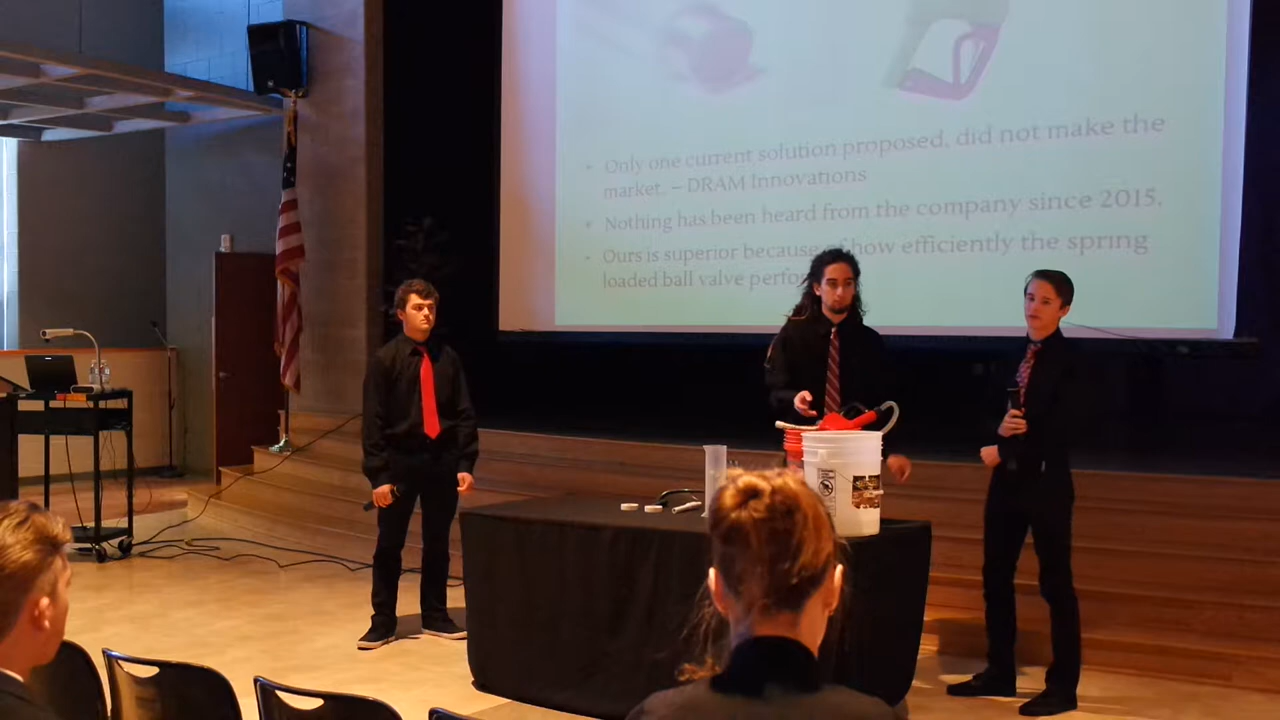 • Only one current solution proposed, did not make the
market. – DRAM Innovations
• Nothing has been heard from the company since 2015.
• Ours is superior because of how efficiently the spring
loaded ball valve